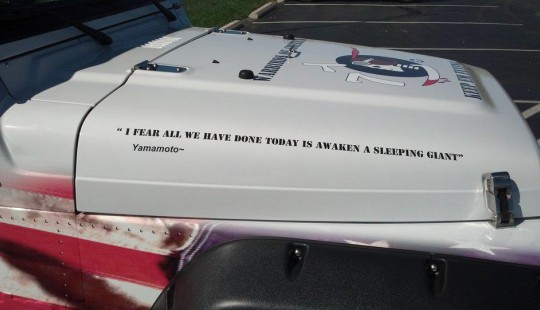 “ I FEAR ALL WE HAVE DONE TODAY IS AWAKEN A SLEEPING GIANT”
Yamamoto~